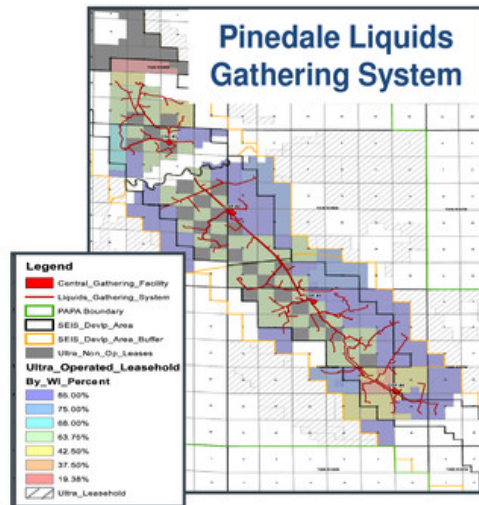 Pinedale Liquids
Gathering System
Legend
Central_Gathering_Facility
Liquids_Gathering_System
PAPA Boundary
SEIS_Devlp_Area
SEIS_Devlp_Area_Buffer
Ultra_Non_Op_Leases
Ultra_Operated_Leasehold
By_WI_Percent
85.00%
75.00%
68.00%
63.75%
42.50%
37.50%
19.38%
Ultra_Leasehold